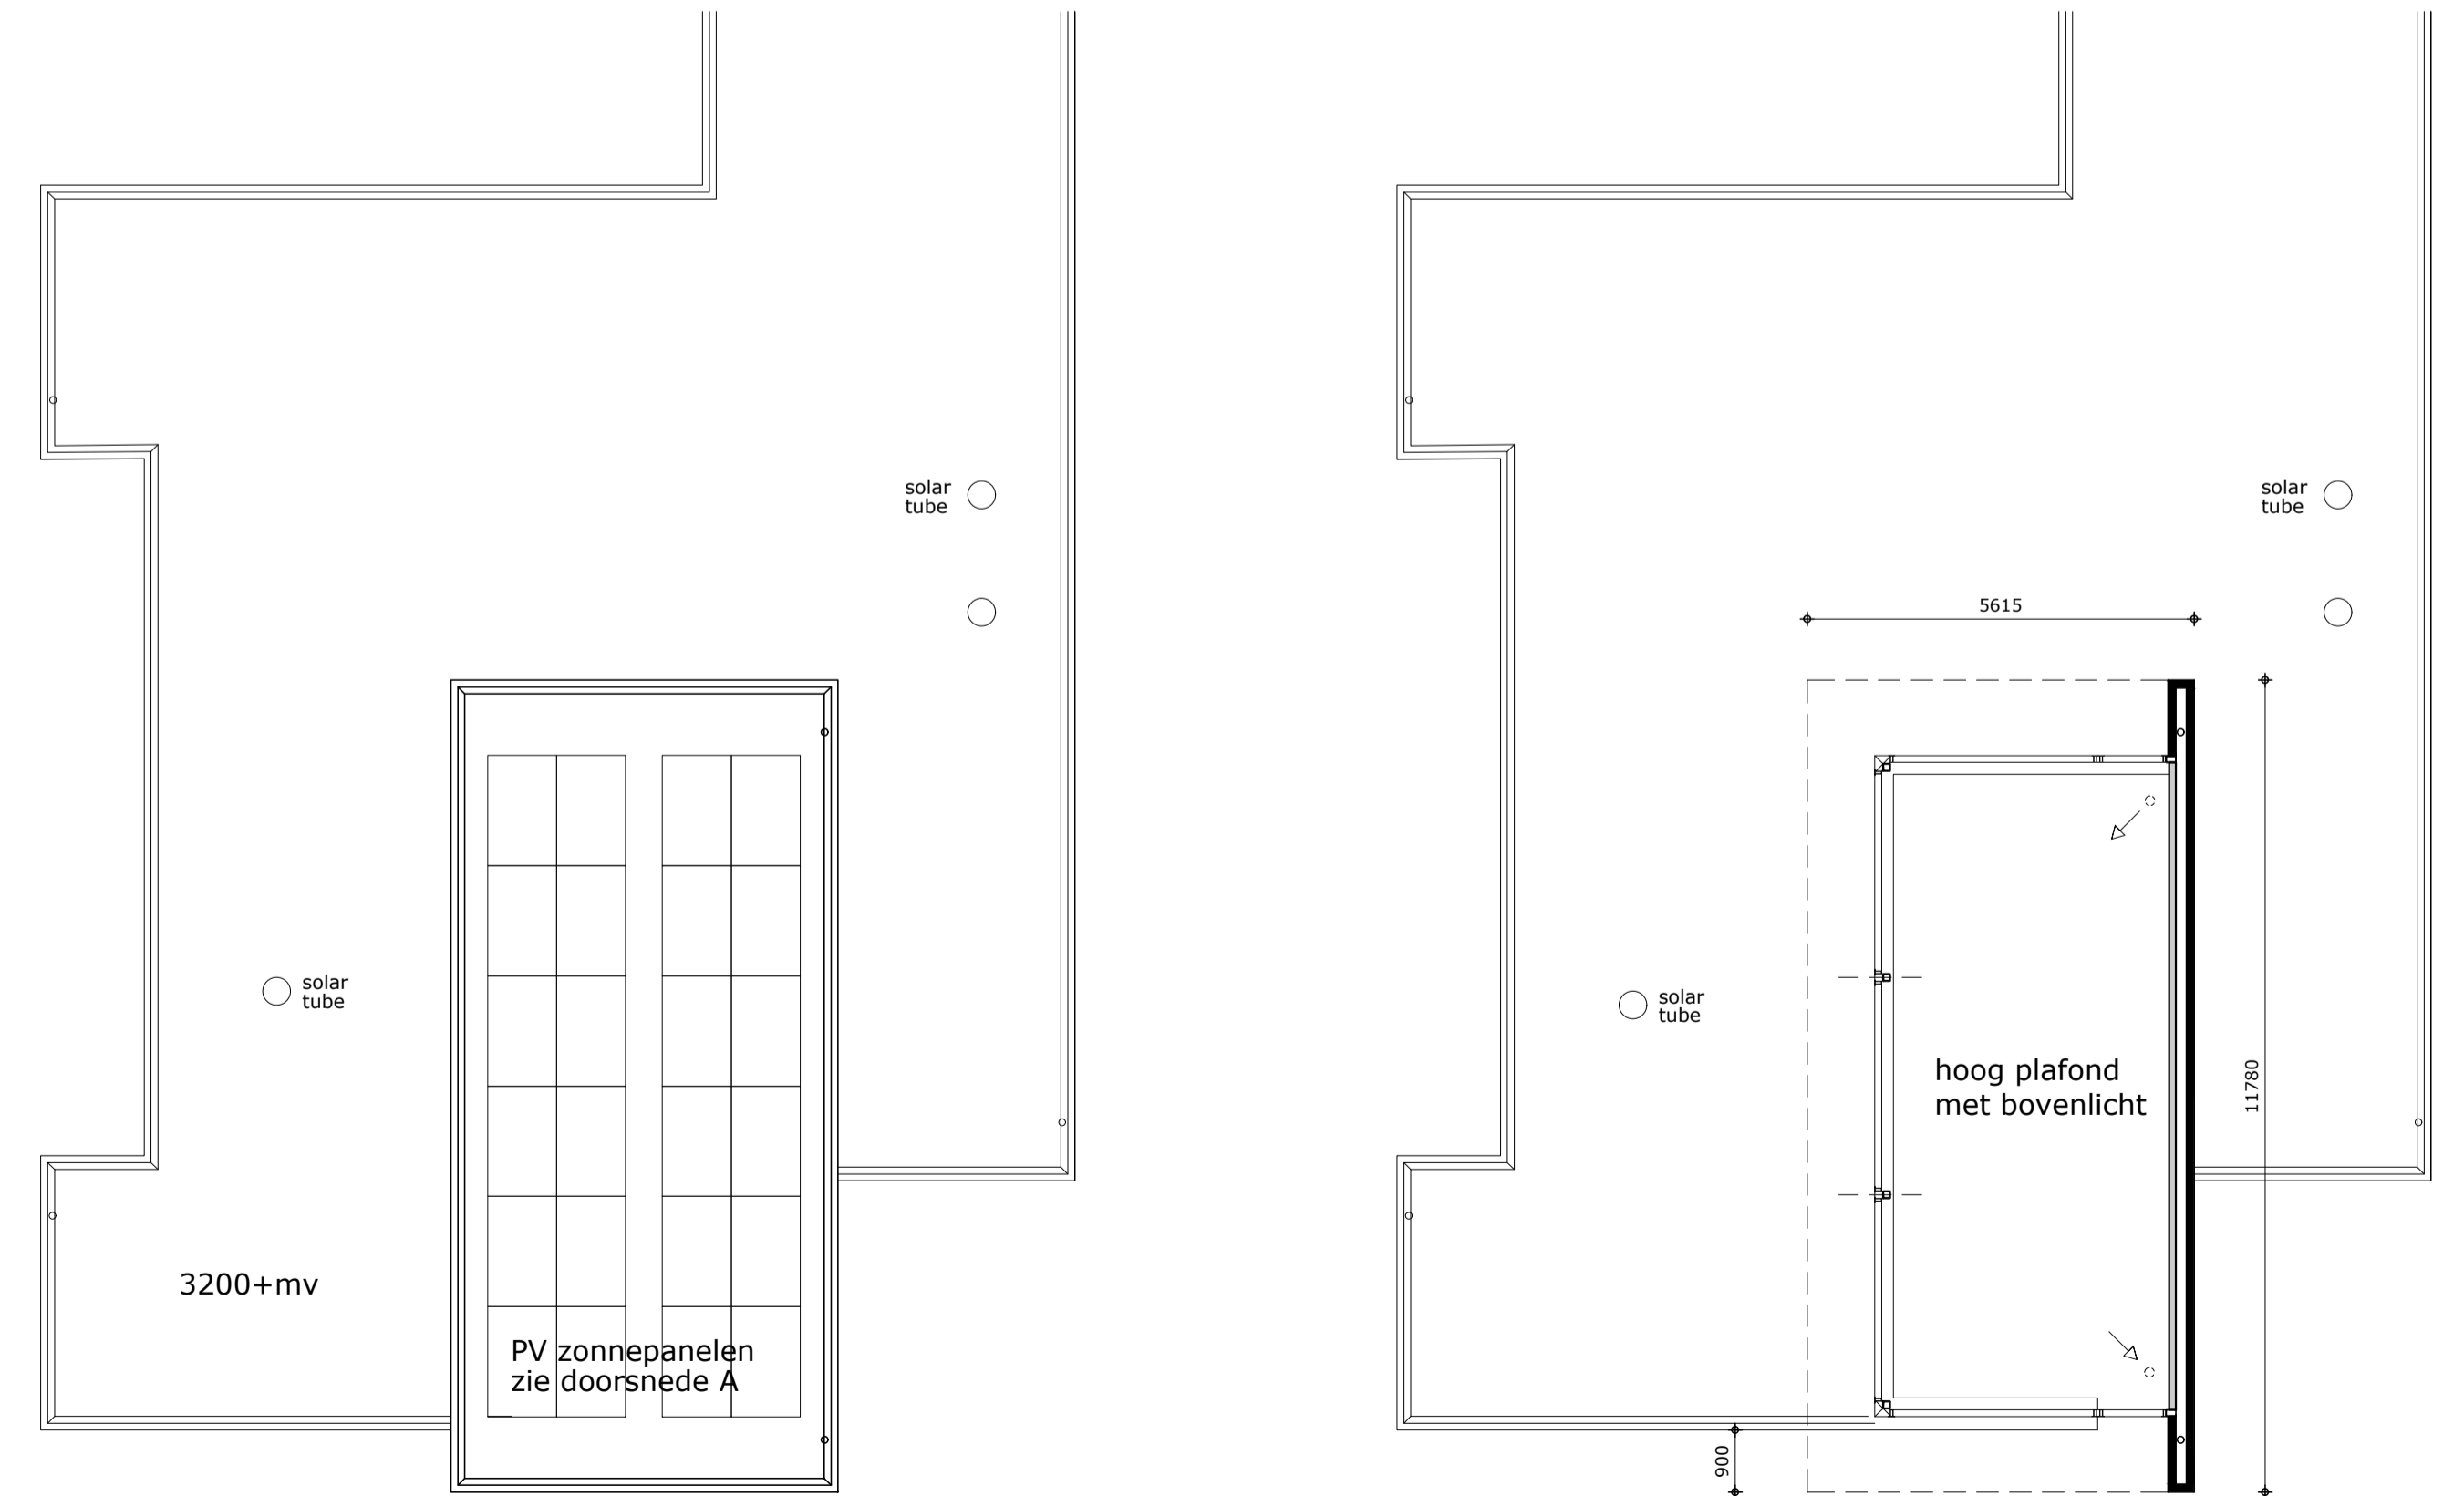 solar
tube
solar
tube
3200+mv
PV zonnepanelen
zie doorsnede A
solar
tube
5615
solar
tube
hoog plafond
met bovenlicht
11780
900